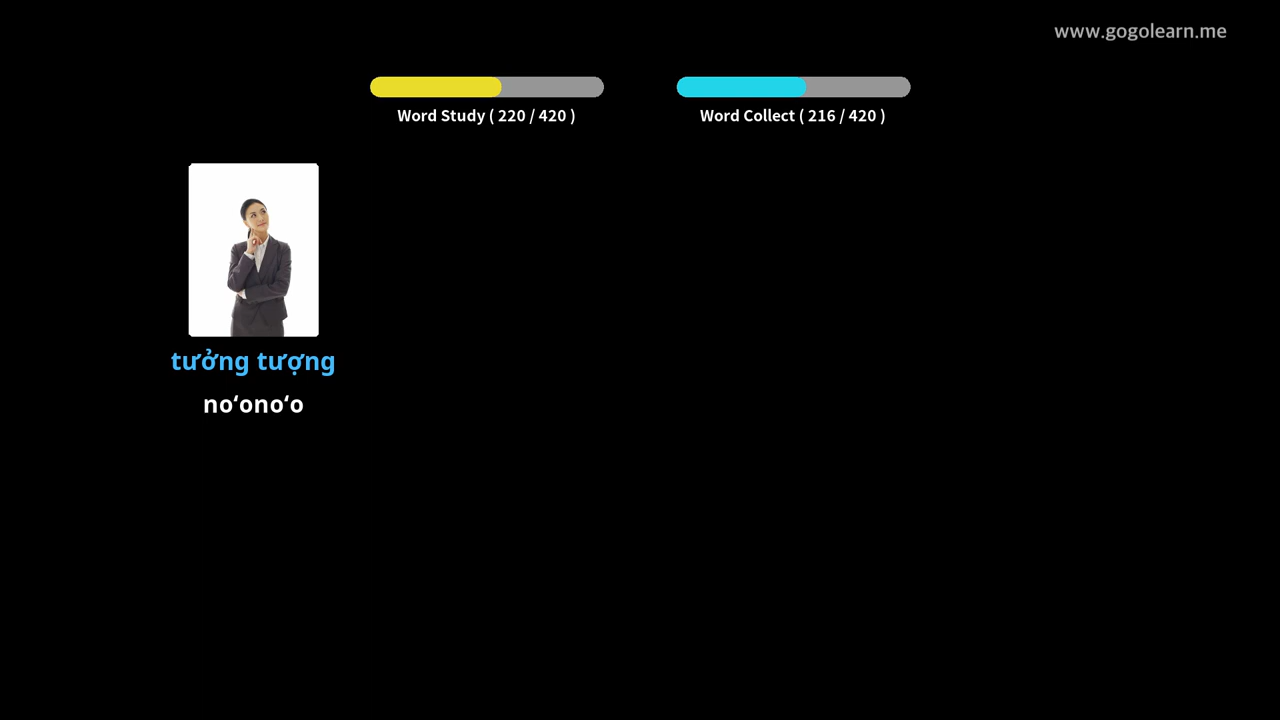 www.gogolearn.me
Word Study ( 220 / 420 )
Word Collect ( 216 / 420 )
tưởng tượng
noʻonoʻo